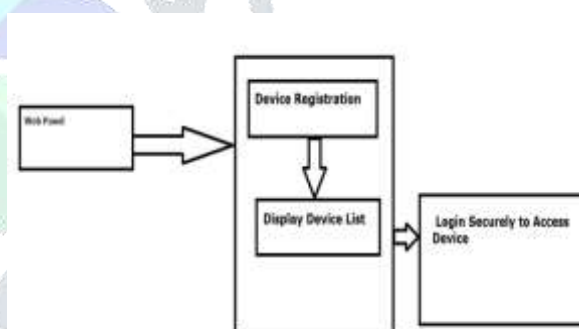 Web Panel
Device Registration
Display Device List
Login Securely to Access
Device